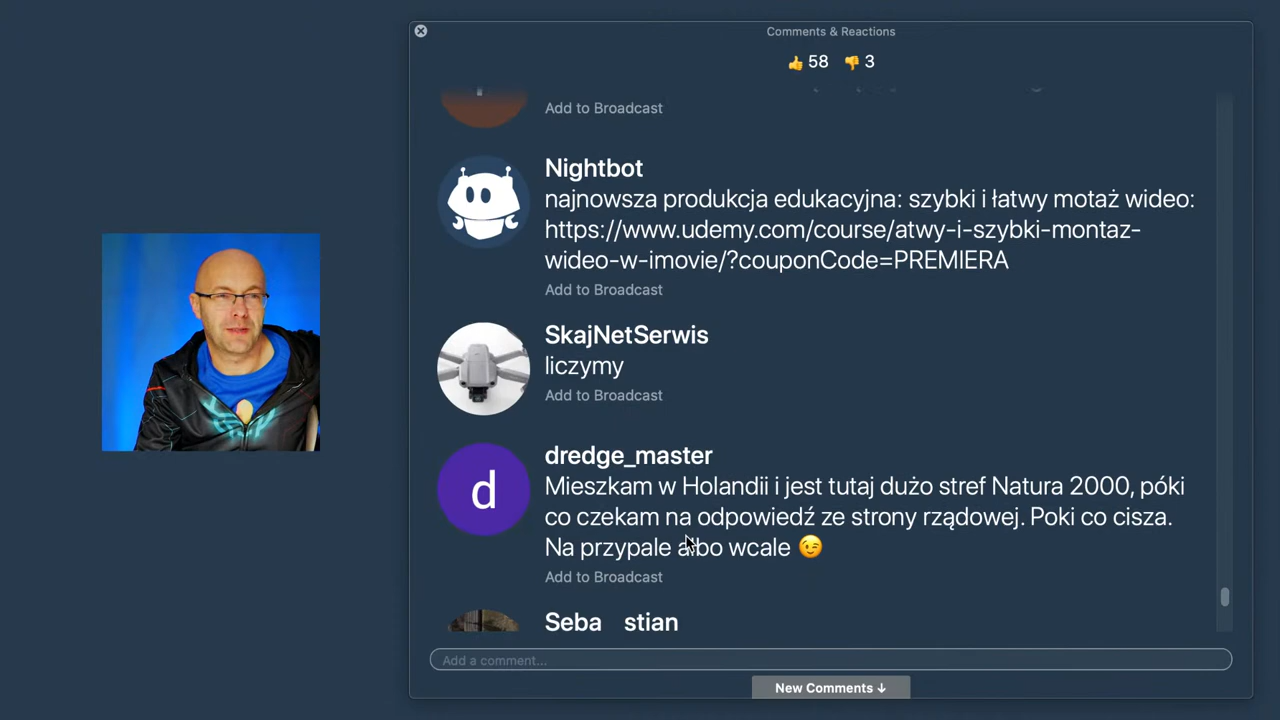 Comments & Reactions
👍 58 👎 3
Add to Broadcast
Nightbot
najnowsza produkcja edukacyjna: szybki i łatwy motaż wideo:
https://www.udemy.com/course/atwy-i-szybki-montaz-
wideo-w-imovie/?couponCode=PREMIERA
Add to Broadcast
SkajNetSerwis
liczymy
Add to Broadcast
d
dredge_master
Mieszkam w Holandii i jest tutaj dużo stref Natura 2000, póki
co czekam na odpowiedź ze strony rządowej. Poki co cisza.
Na przypale albo wcale 😉
Add to Broadcast
Seba stian
Add a comment...
New Comments ↓